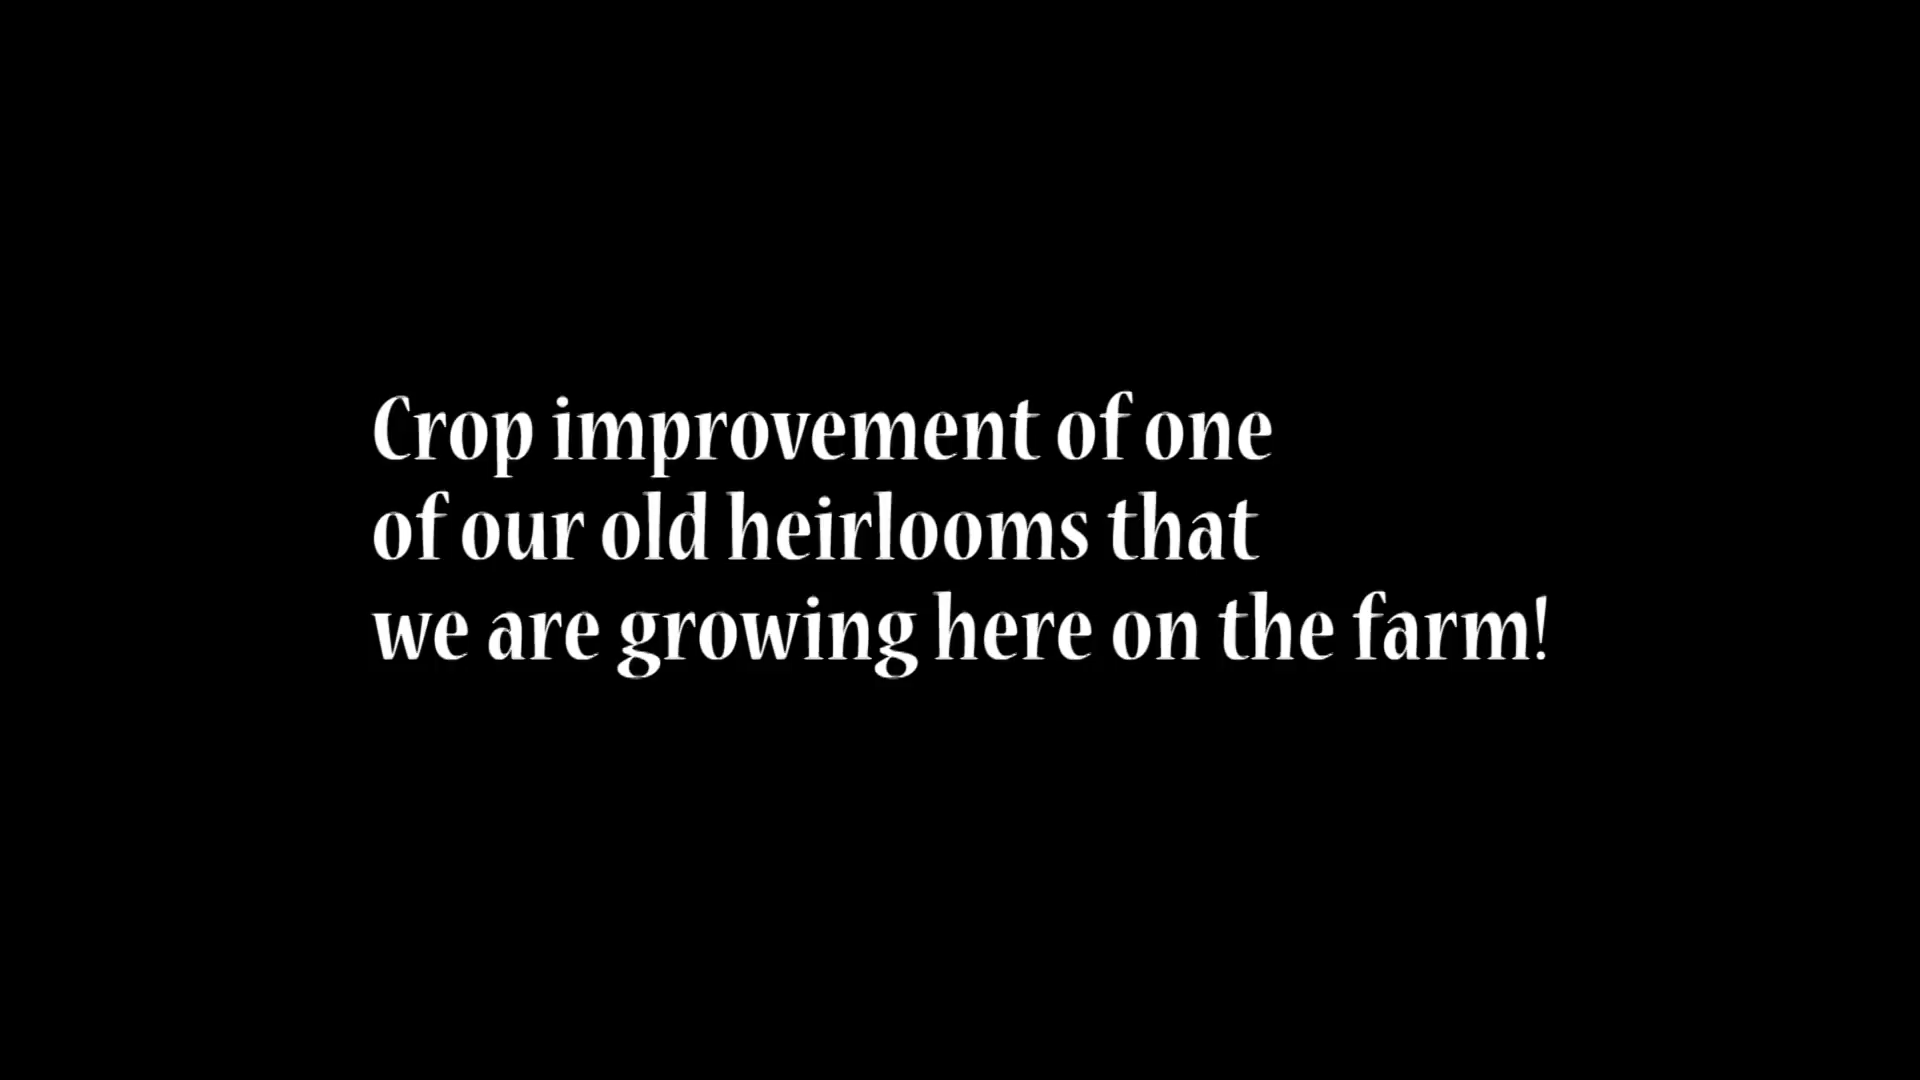 Crop improvement of one
of our old heirlooms that
we are growing here on the farm!